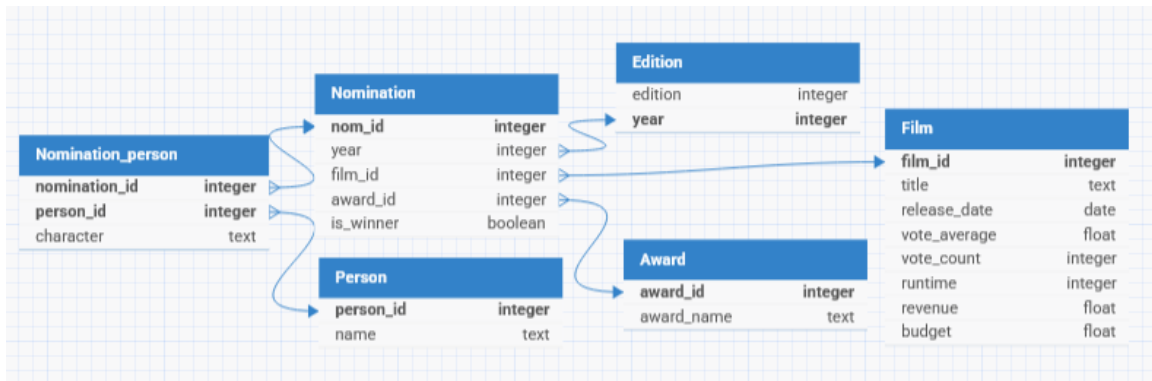 Nomination_person
nomination_id integer
person_id integer
character text
Nomination
nom_id integer
year integer
film_id integer
award_id integer
is_winner boolean
Person
person_id integer
name text
Edition
edition integer
year integer
Award
award_id integer
award_name text
Film
film_id integer
title text
release_date date
vote_average float
vote_count integer
runtime integer
revenue float
budget float